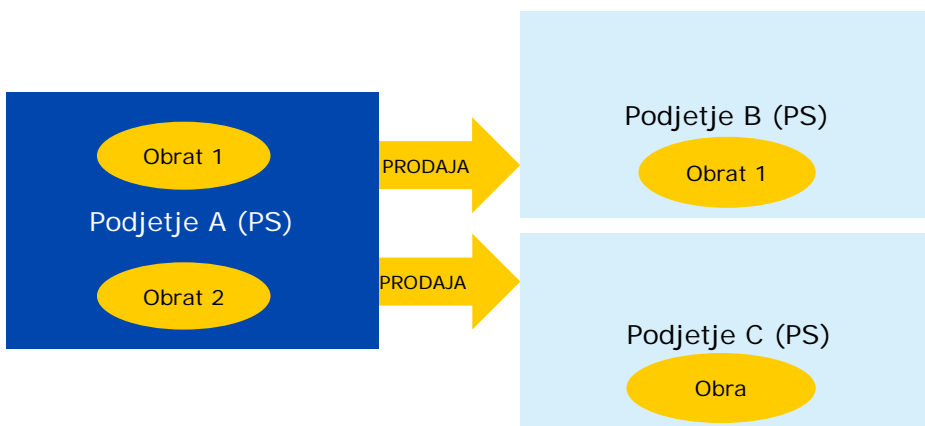 Obrat 1
Podjetje A (PS)
Obrat 2
PRODAJA
PRODAJA
Podjetje B (PS)
Obrat 1
Podjetje C (PS)
Obra